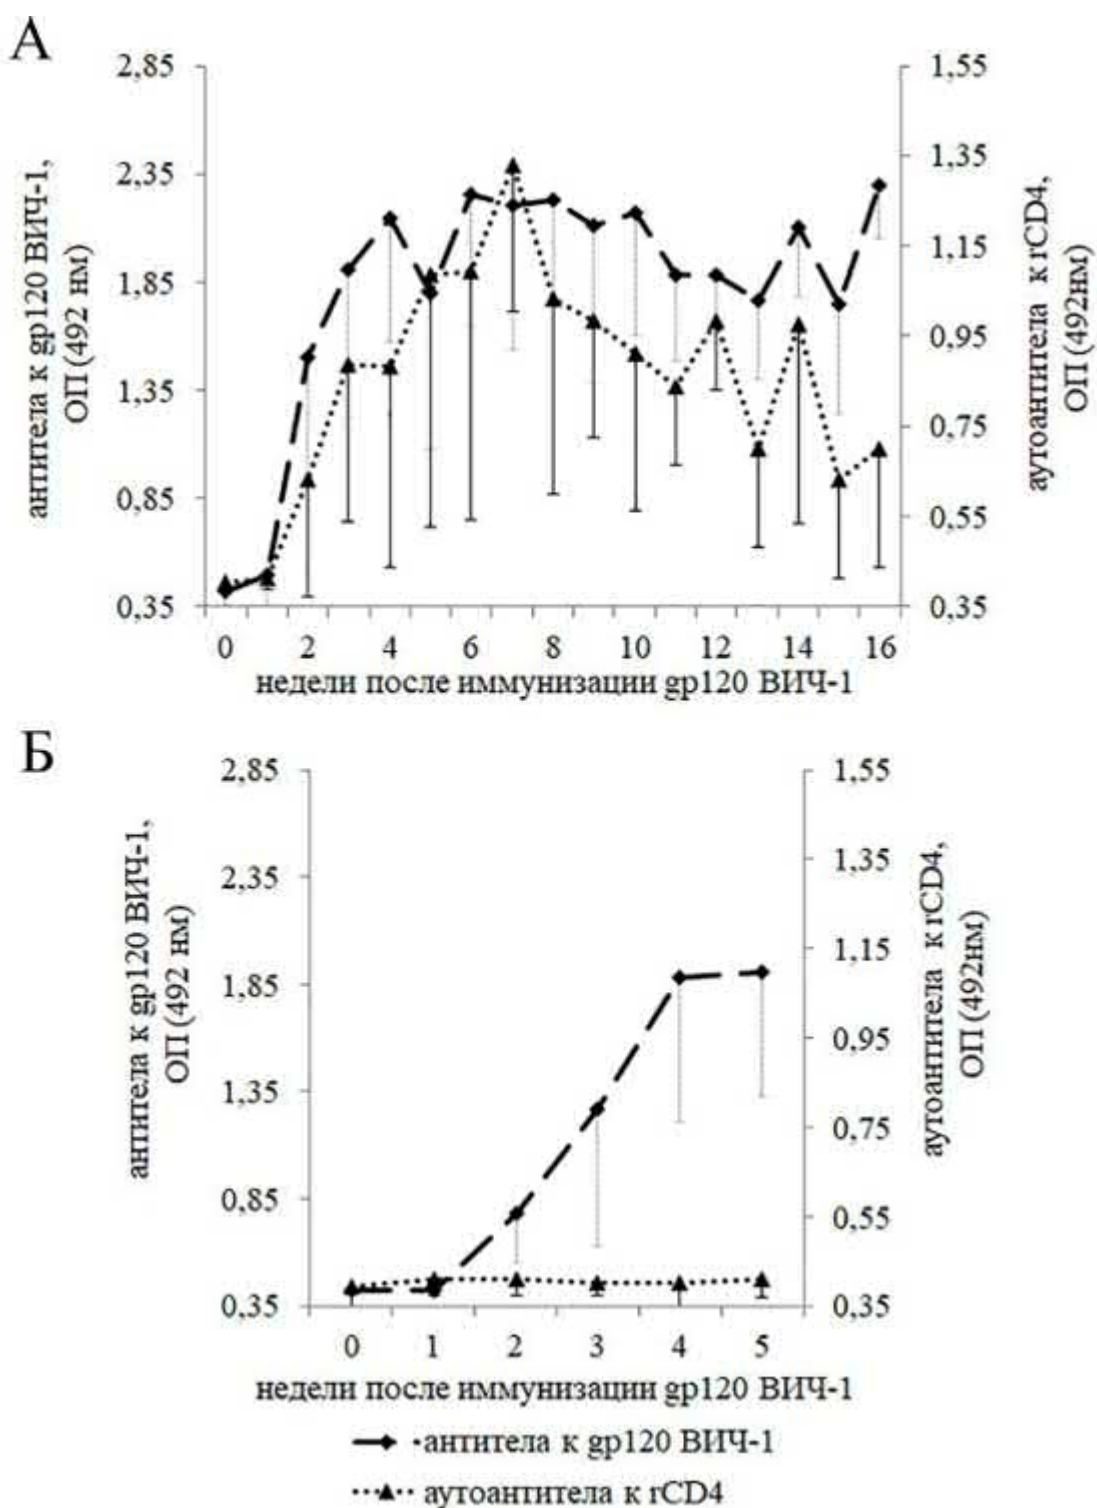 А
2,85
2,35
1,85
1,35
0,85
0,35
антитела к gp120 ВИЧ-1,
ОП (492 нм)
1,55
1,35
1,15
0,95
0,75
0,55
0,35
аутоантитела к rCD4,
ОП (492нм)
0 2 4 6 8 10 12 14 16
недели после иммунизации gp120 ВИЧ-1
Б
2,85
2,35
1,85
1,35
0,85
0,35
антитела к gp120 ВИЧ-1,
ОП (492 нм)
1,55
1,35
1,15
0,95
0,75
0,55
0,35
аутоантитела к rCD4,
ОП (492нм)
0 1 2 3 4 5
недели после иммунизации gp120 ВИЧ-1
антитела к gp120 ВИЧ-1
аутоантитела к rCD4